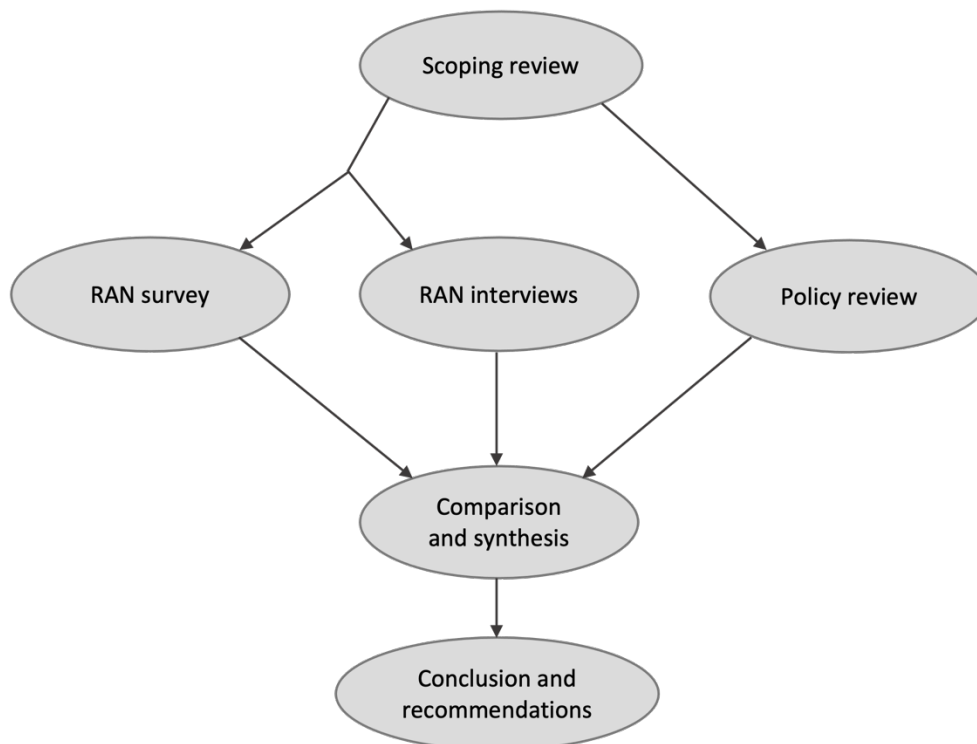 Scoping review
RAN survey
RAN interviews
Policy review
Comparison
and synthesis
Conclusion and
recommendations